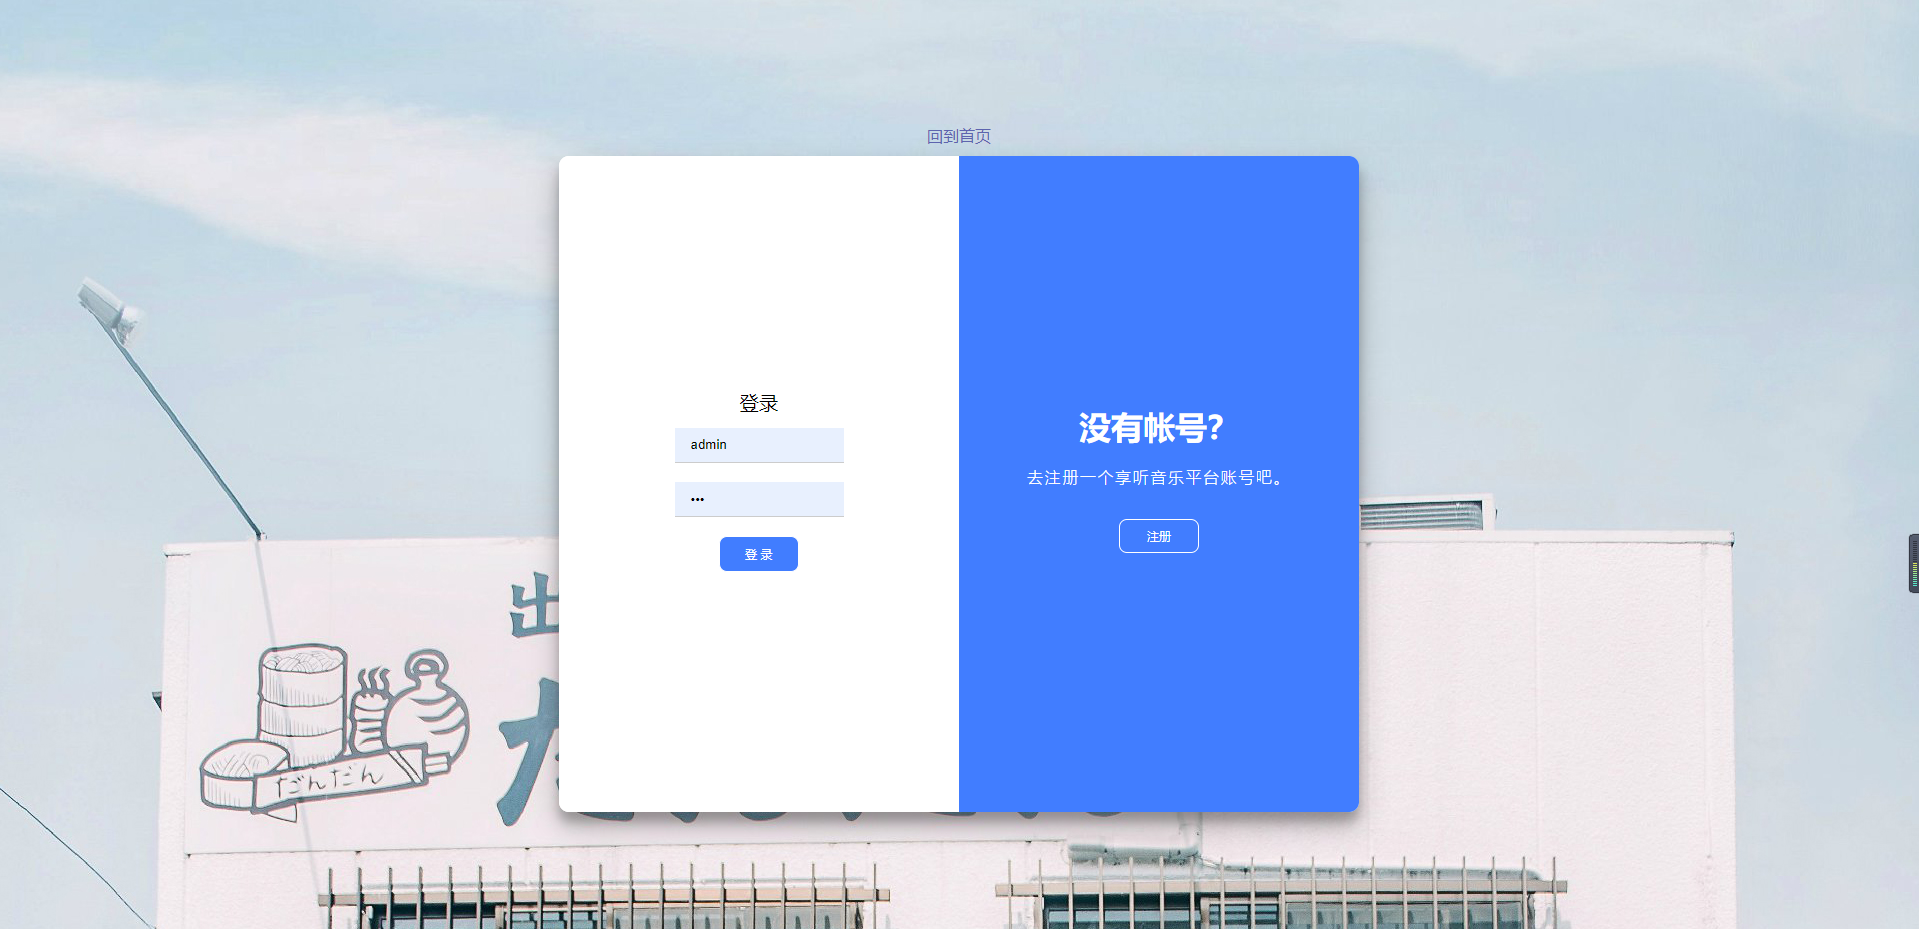 回到首页
登录
admin
•••
登 录
没有帐号?
去注册一个享听音乐平台账号吧。
注册
出
だんだん